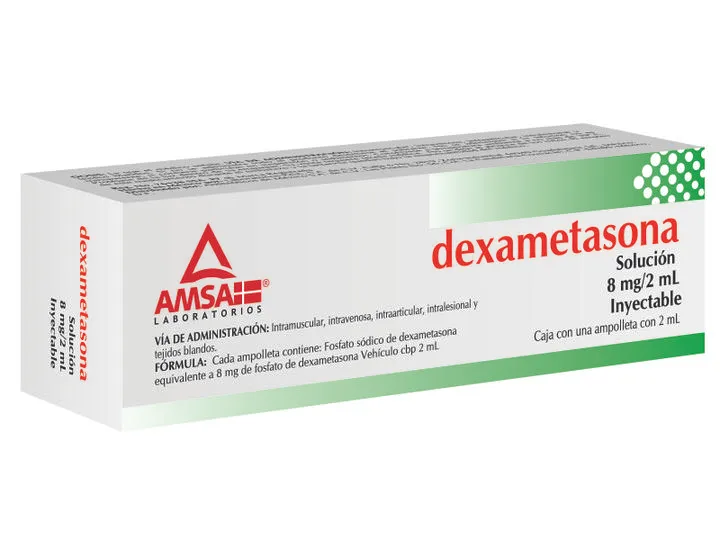 AMSA
LABORATORIOS
VÍA DE ADMINISTRACIÓN: Intramuscular, intravenosa, intraarticular, intralesional y
tejidos blandos.
FÓRMULA: Cada ampolleta contiene: Fosfato sódico de dexametasona
equivalente a 8 mg de fosfato de dexametasona Vehículo cbp 2 mL
dexametasona
Solución
8 mg/2 mL
Inyectable
Caja con una ampolleta con 2 mL
dexametasona
Solución
8 mg/2 mL
Inyectable